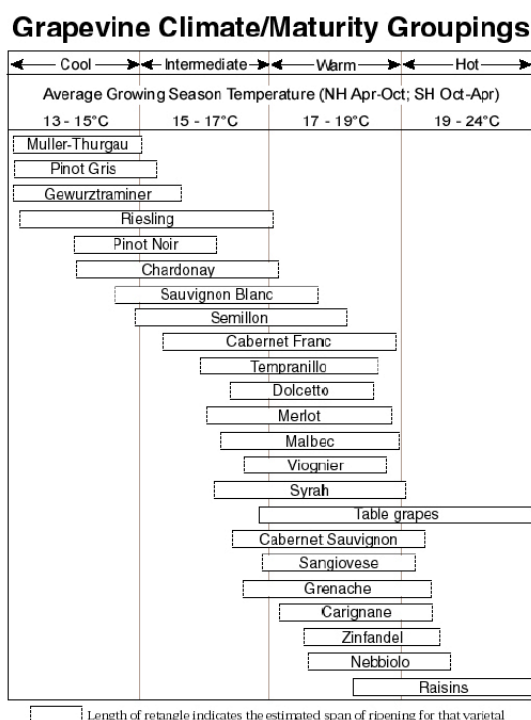 Grapevine Climate/Maturity Groupings
Cool Intermediate Warm Hot
Average Growing Season Temperature (NH Apr-Oct; SH Oct-Apr)
13 - 15°C 15 - 17°C 17 - 19°C 19 - 24°C
Muller-Thurgau
Pinot Gris
Gewurztraminer
Riesling
Pinot Noir
Chardonay
Sauvignon Blanc
Semillon
Cabernet Franc
Tempranillo
Dolcetto
Merlot
Malbec
Viognier
Syrah
Table grapes
Cabernet Sauvignon
Sangiovese
Grenache
Carignane
Zinfandel
Nebbiolo
Raisins
Length of retangle indicates the estimated span of ripening for that varietal